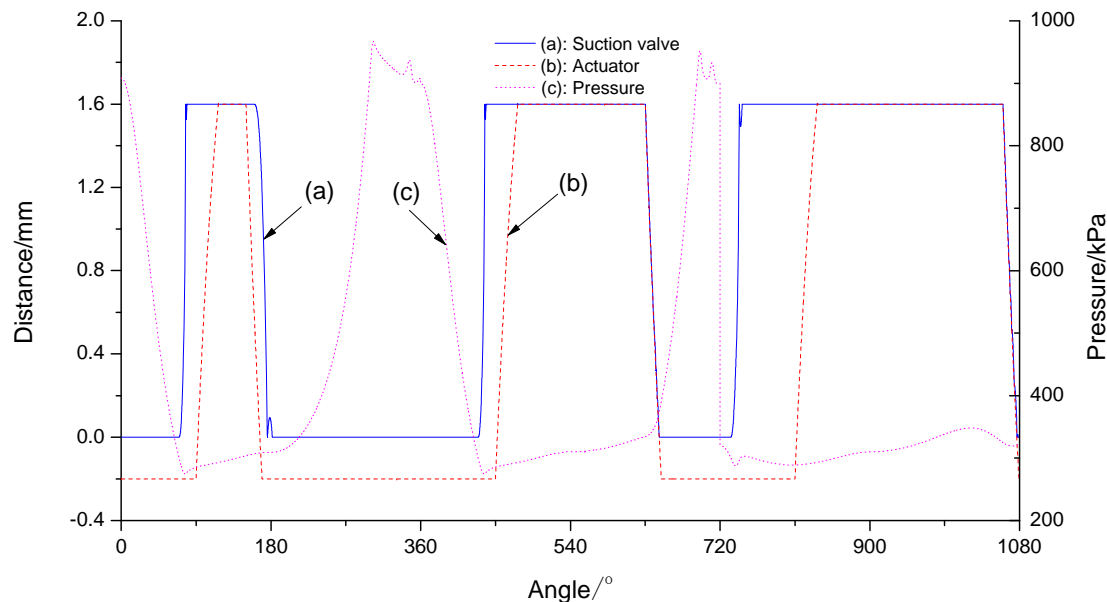 2.0
1.6
1.2
0.8
0.4
0.0
-0.4
Distance/mm
(a): Suction valve
(b): Actuator
(c): Pressure
(a)
(c)
(b)
1000
800
600
400
200
Pressure/kPa
0 180 360 540 720 900 1080
Angle/°